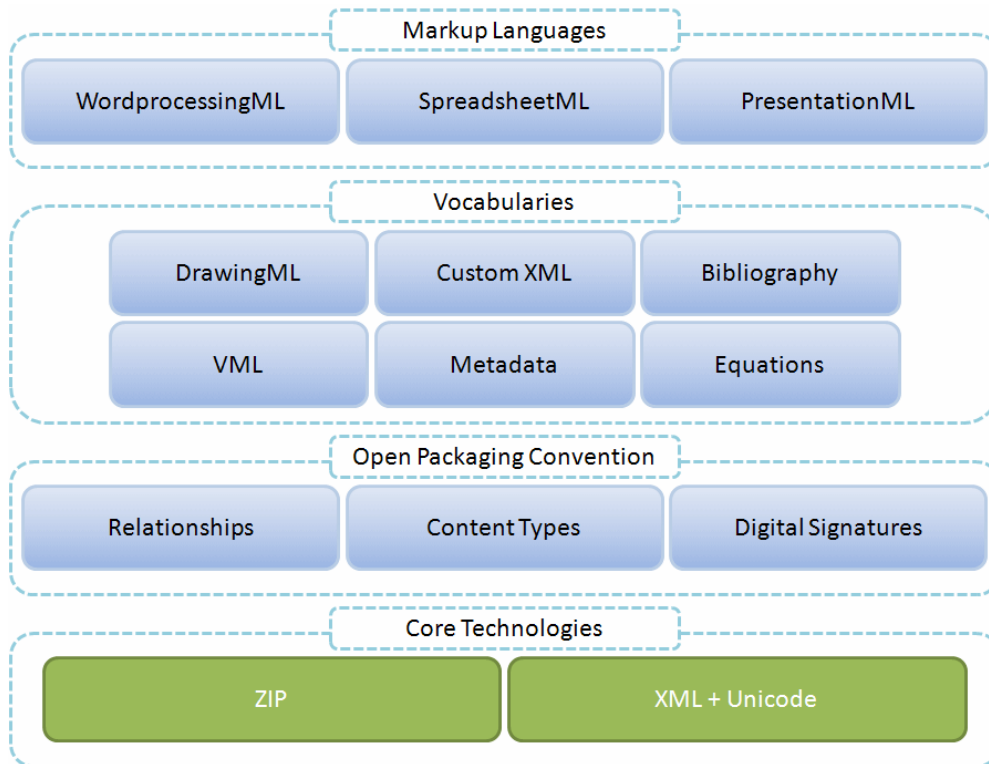 Markup Languages
WordprocessingML
SpreadsheetML
PresentationML
Vocabularies
DrawingML
Custom XML
Bibliography
VML
Metadata
Equations
Open Packaging Convention
Relationships
Content Types
Digital Signatures
Core Technologies
ZIP
XML + Unicode